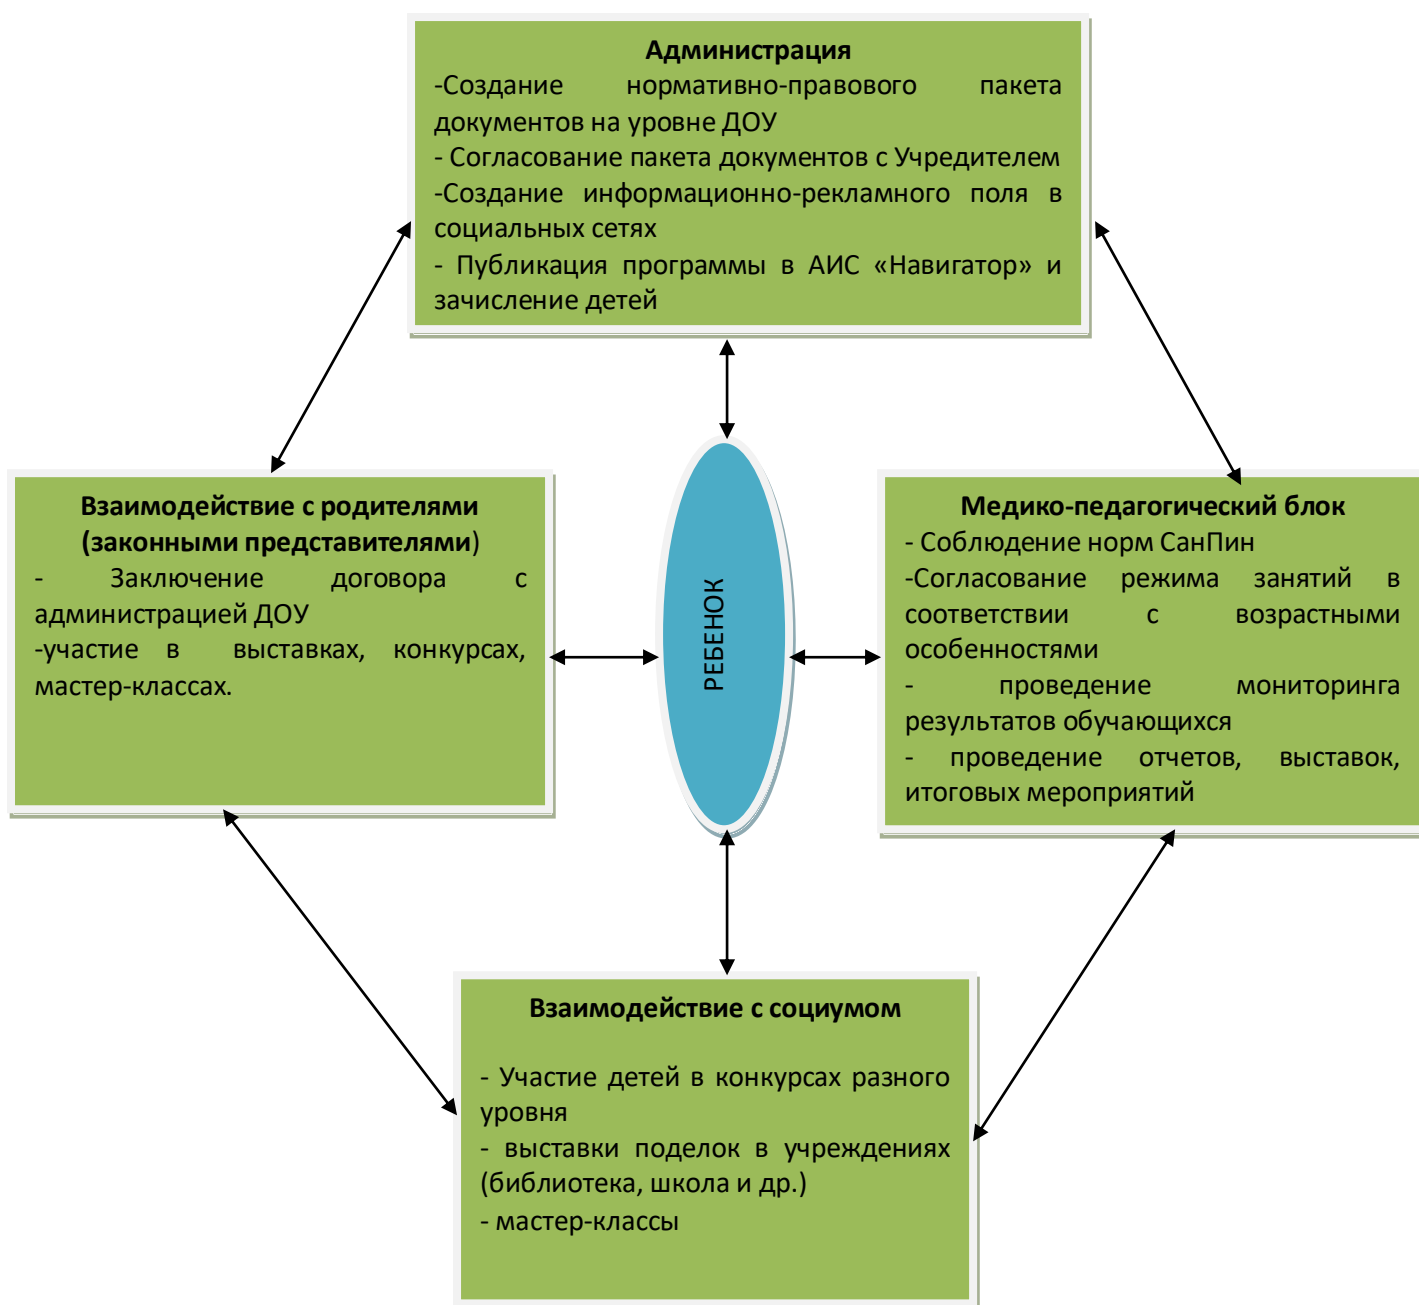 Администрация
-Создание нормативно-правового пакета
документов на уровне ДОУ
- Согласование пакета документов с Учредителем
-Создание информационно-рекламного поля в
социальных сетях
- Публикация программы в АИС «Навигатор» и
зачисление детей
Взаимодействие с родителями
(законными представителями)
- Заключение договора с
администрацией ДОУ
-участие в выставках, конкурсах,
мастер-классах.
РЕБЕНОК
Медико-педагогический блок
- Соблюдение норм СанПин
-Согласование режима занятий в
соответствии с возрастными
особенностями
- проведение мониторинга
результатов обучающихся
- проведение отчетов, выставок,
итоговых мероприятий
Взаимодействие с социумом
- Участие детей в конкурсах разного
уровня
- выставки поделок в учреждениях
(библиотека, школа и др.)
- мастер-классы